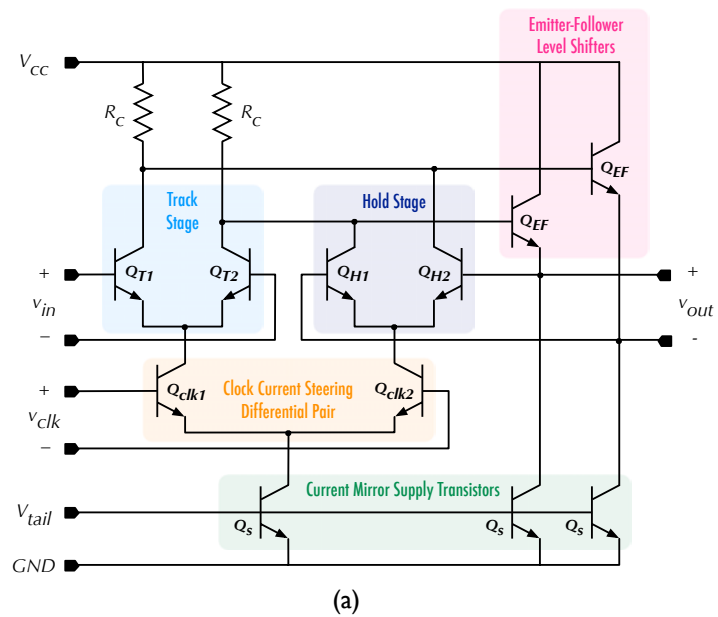 Emitter-Follower
Level Shifters
Vcc
RC
RC
QEF
QEF
Track
Stage
Hold Stage
QT1
QT2
QH1
QH2
+
vin
−
+
vout
-
+
vclk
−
Qclk1
Clock Current Steering
Differential Pair
Qclk2
Current Mirror Supply Transistors
Vtail
Qs
Qs
Qs
GND
(a)